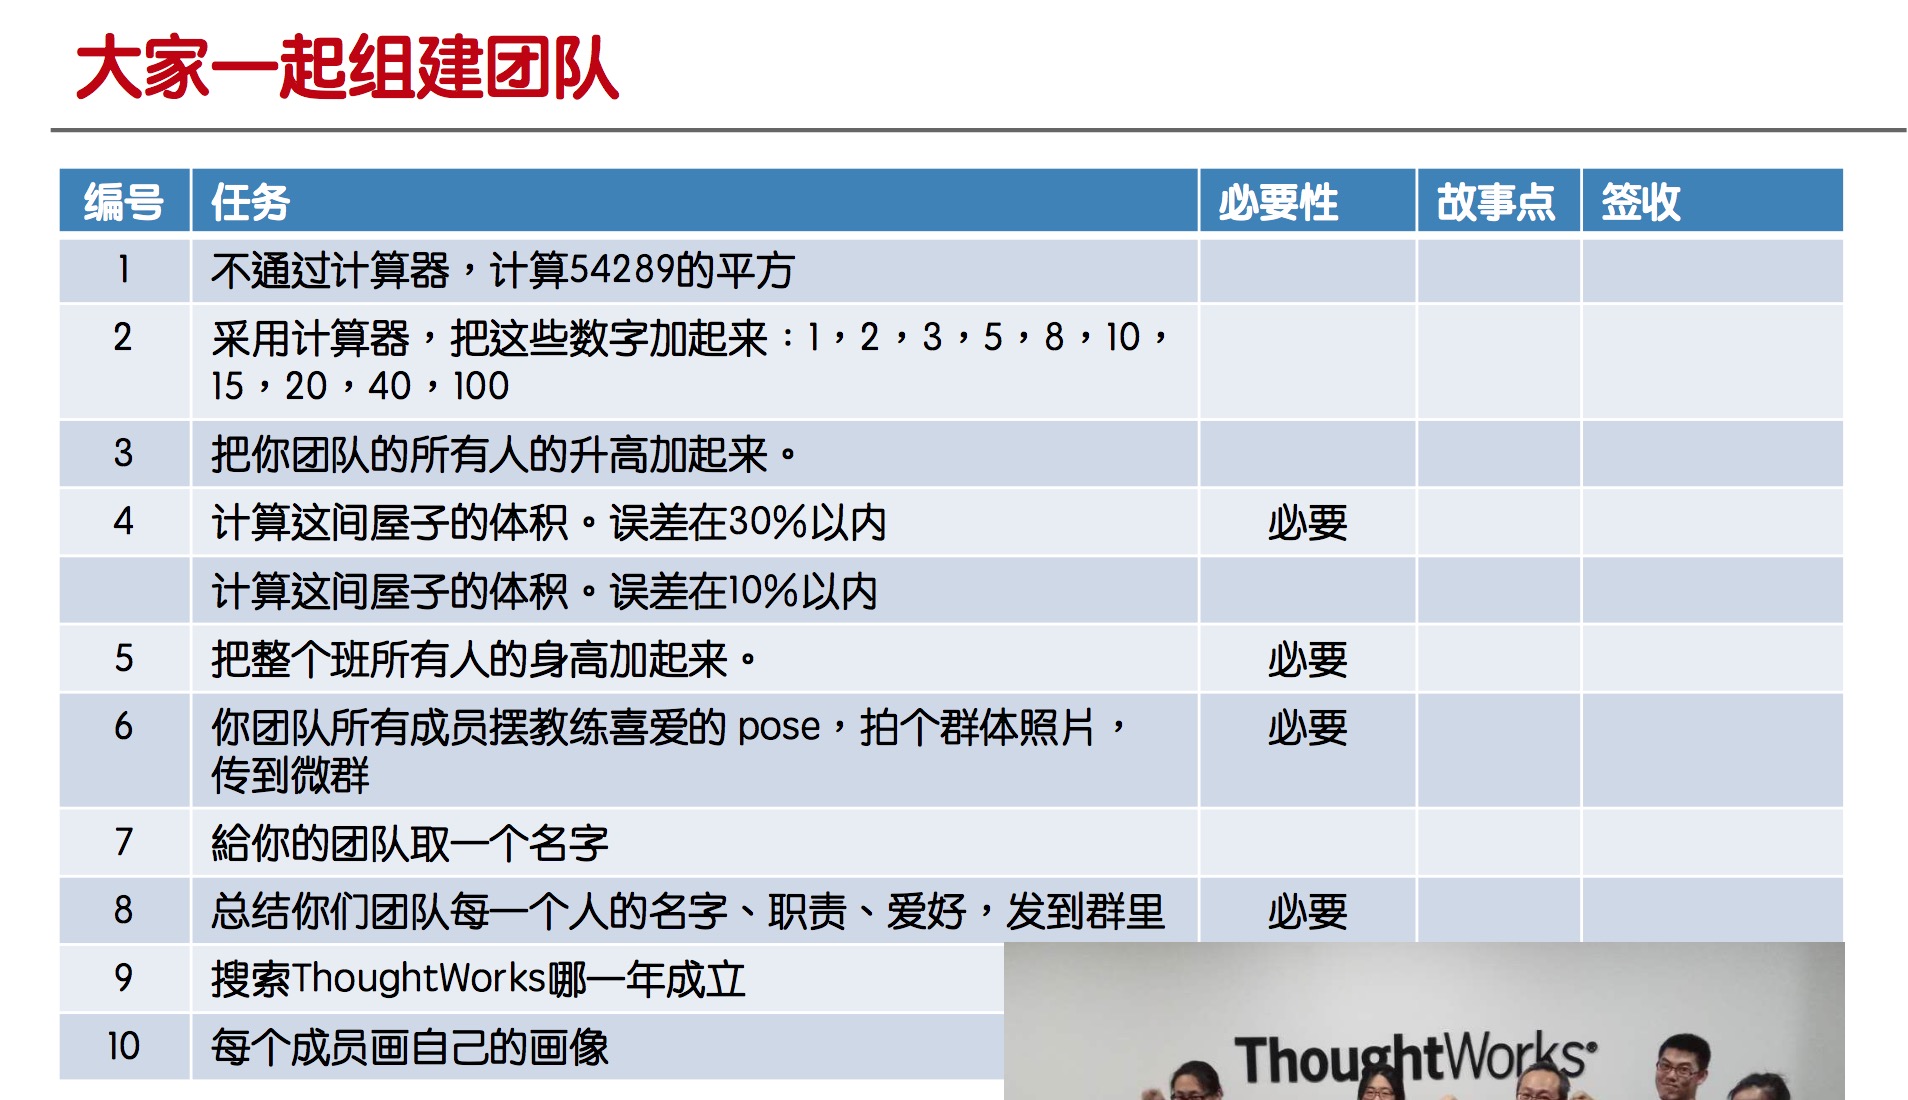 大家一起组建团队
编号 任务 必要性 故事点 签收
1 不通过计算器，计算54289的平方
2 采用计算器，把这些数字加起来：1，2，3，5，8，10，
15，20，40，100
3 把你团队的所有人的升高加起来。
4 计算这间屋子的体积。误差在30%以内 必要
计算这间屋子的体积。误差在10%以内
5 把整个班所有人的身高加起来。 必要
6 你团队所有成员摆教练喜爱的 pose，拍个群体照片， 必要
传到微群
7 給你的团队取一个名字
8 总结你们团队每一个人的名字、职责、爱好，发到群里 必要
9 搜索ThoughtWorks哪一年成立
10 每个成员画自己的画像
ThoughtWorks